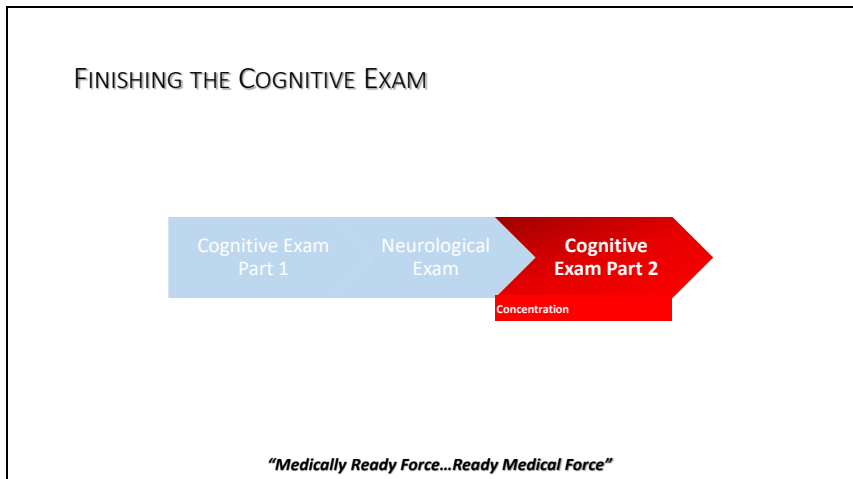 FINISHING THE COGNITIVE EXAM
Cognitive Exam
Part 1
Neurological
Exam
Cognitive
Exam Part 2
Concentration
“Medically Ready Force…Ready Medical Force”